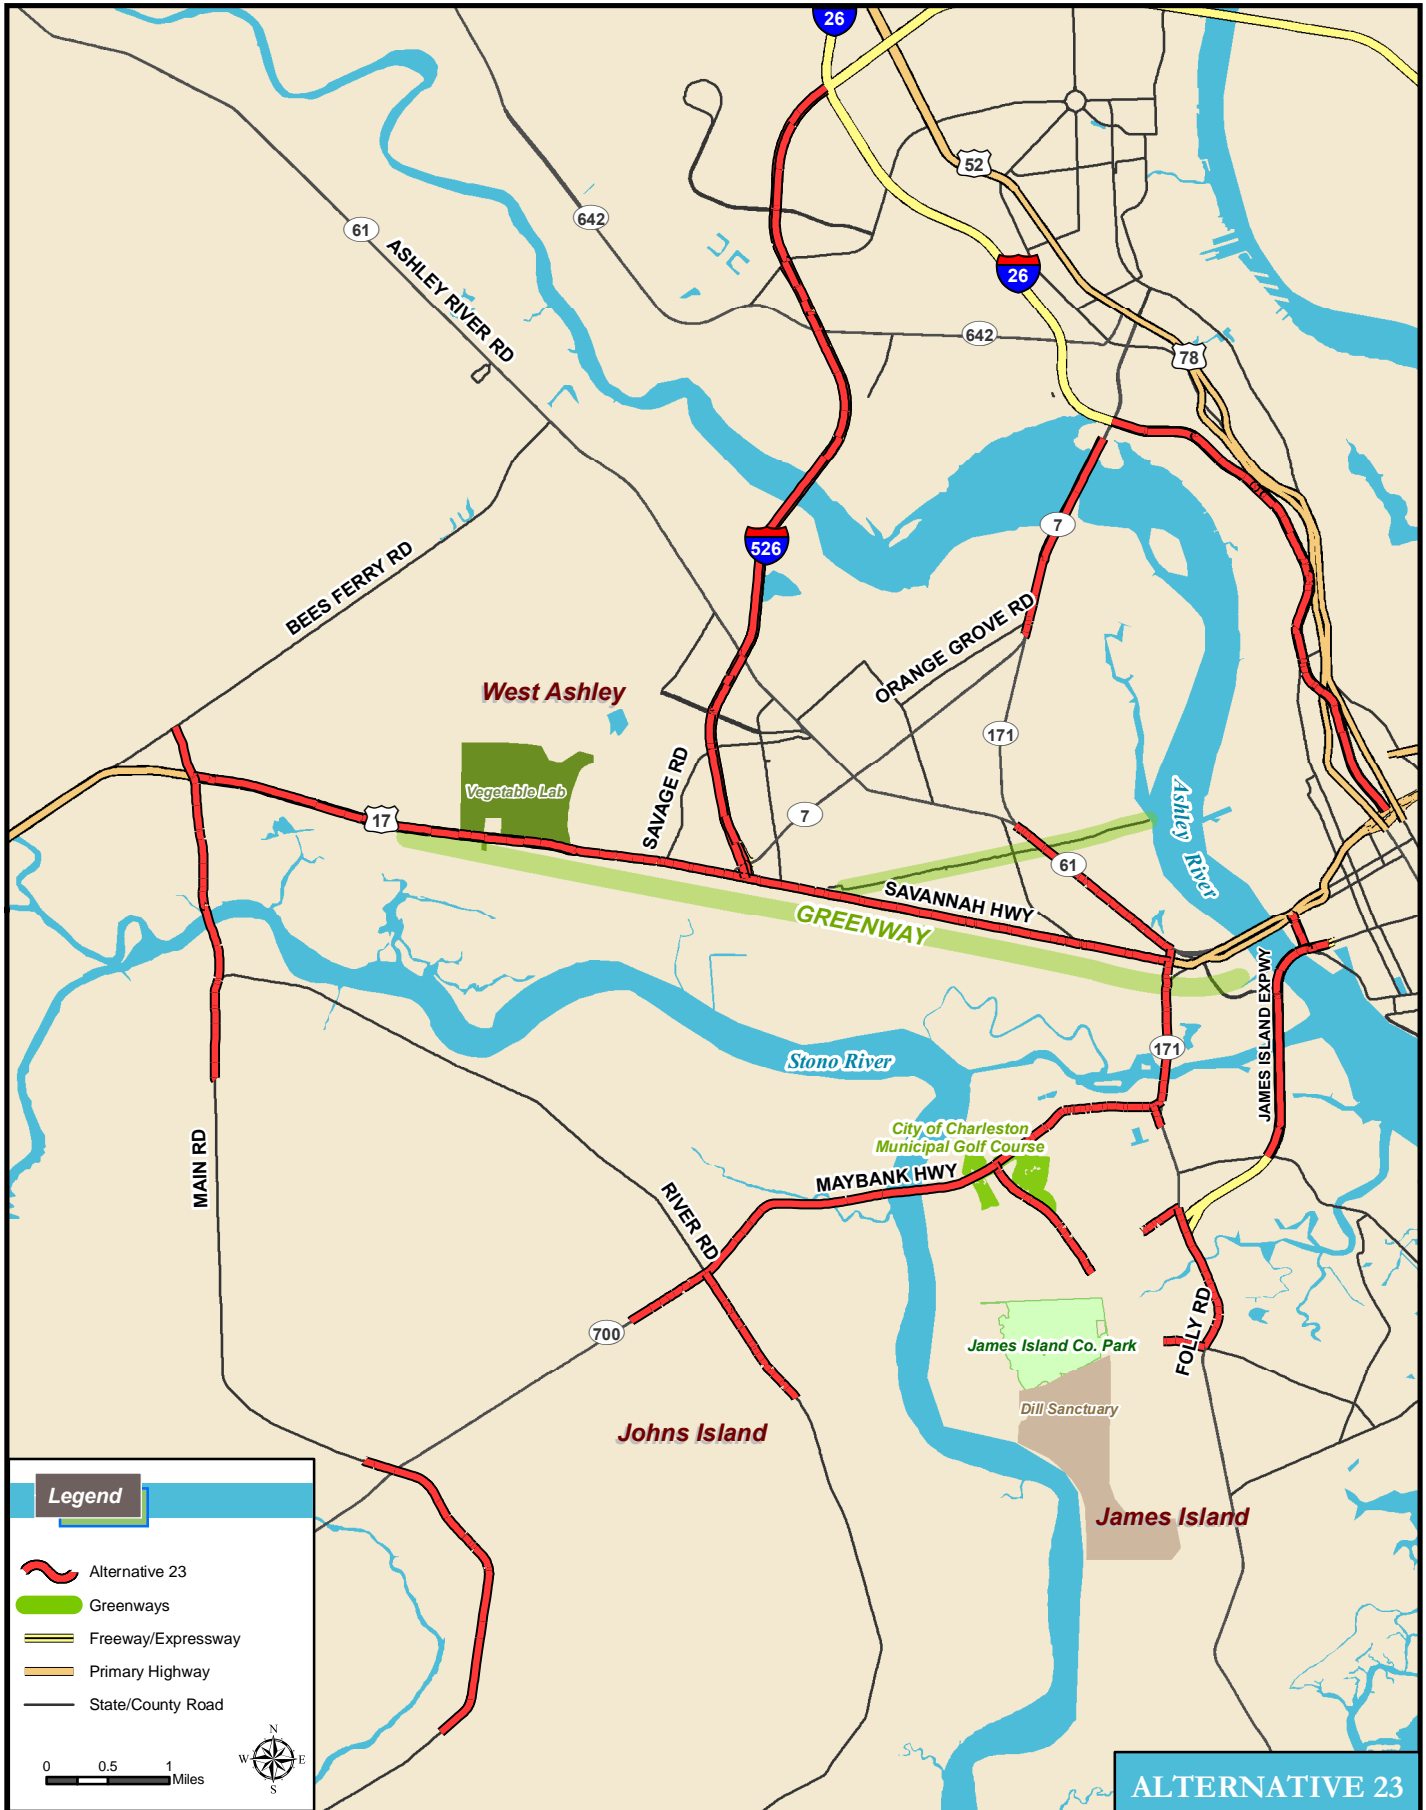 26
52
61
642
ASHLEY RIVER RD
26
642
78
7
526
BEES FERRY RD
ORANGE GROVE RD
West Ashley
171
SAVAGE RD
Vegetable Lab
17
7
Ashley River
61
SAVANNAH HWY
GREENWAY
JAMES ISLAND EXPWY
171
Stono River
City of Charleston
Municipal Golf Course
MAIN RD
MAYBANK HWY
RIVER RD
700
FOLLY RD
James Island Co. Park
Dill Sanctuary
Johns Island
James Island
Legend
Alternative 23
Greenways
Freeway/Expressway
Primary Highway
State/County Road
N
W E
S
0 0.5 1
Miles
ALTERNATIVE 23